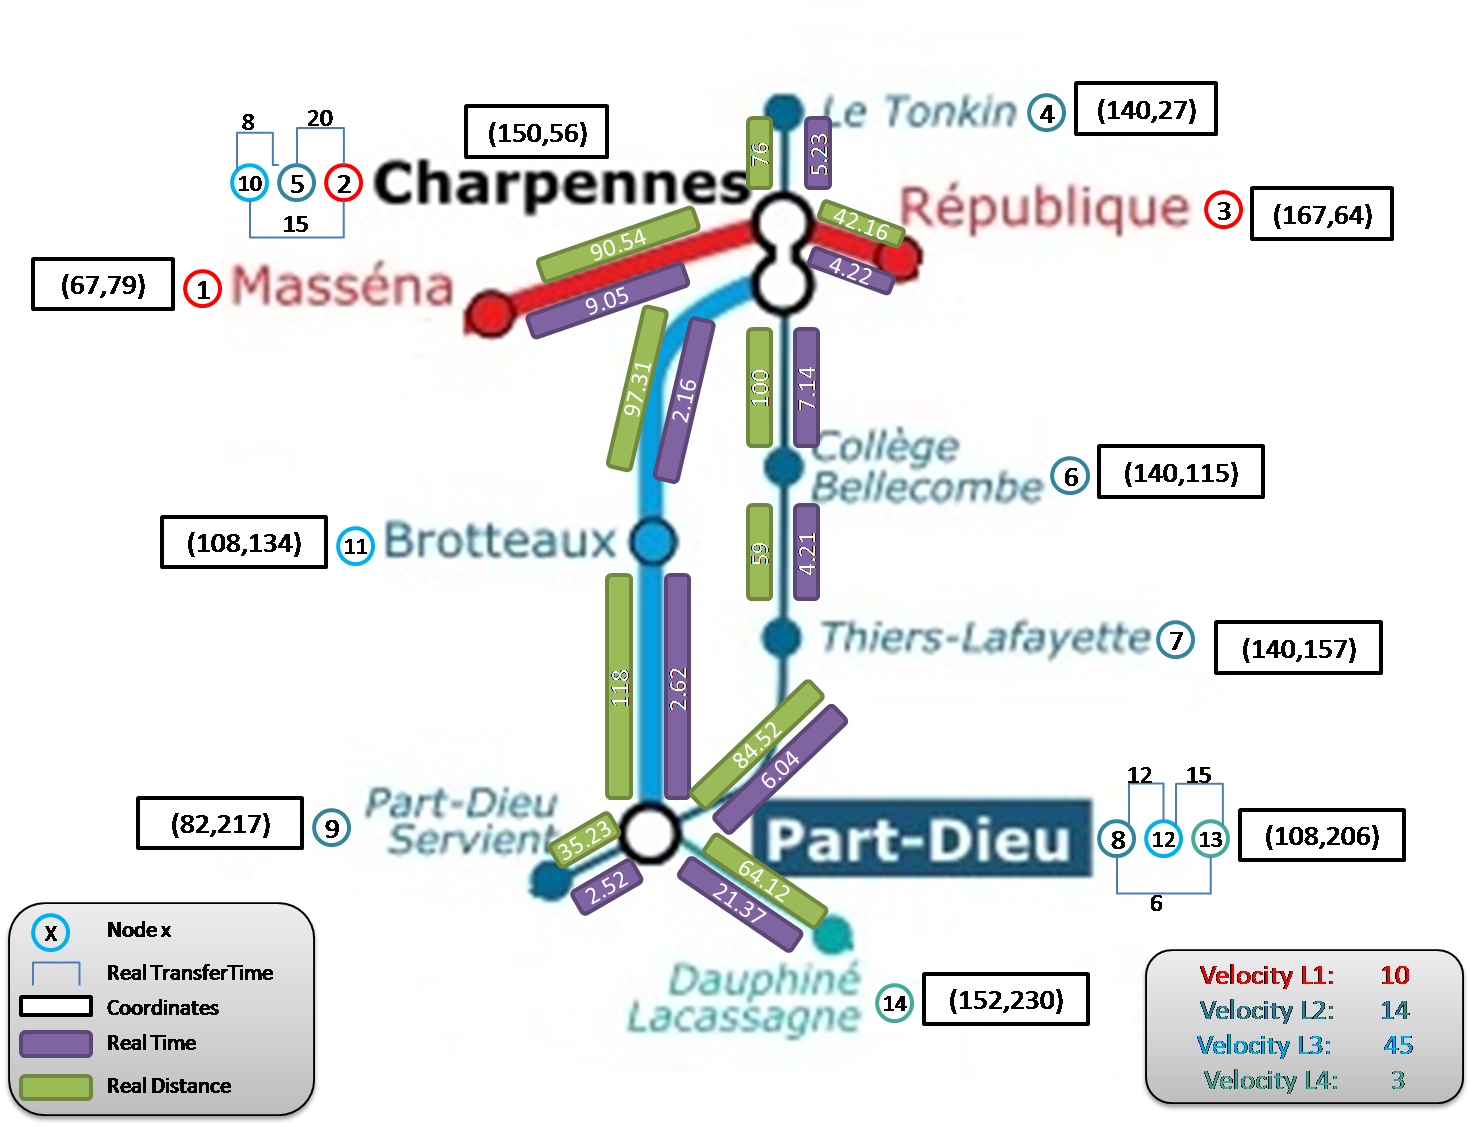 Le Tonkin 4 (140,27)
8 20
10 5 2
15
(150,56)
Charpennes
76 5.23
République 3 (167,64)
42.16
4.22
(67,79) 1 Masséna
90.54
9.05
97.31
2.16
100 7.14
Collège
Bellecombe 6 (140,115)
(108,134) 11 Brotteaux
59 4.21
Thiers-Lafayette 7 (140,157)
118 2.62
84.52
6.04
(82,217) 9 Part-Dieu
Servient
35.23
2.52
Part-Dieu
12 15
8 12 13
6
(108,206)
64.12
21.37
Dauphiné
Lacassagne 14 (152,230)
X Node x
Real TransferTime
Coordinates
Real Time
Real Distance
Velocity L1: 10
Velocity L2: 14
Velocity L3: 45
Velocity L4: 3